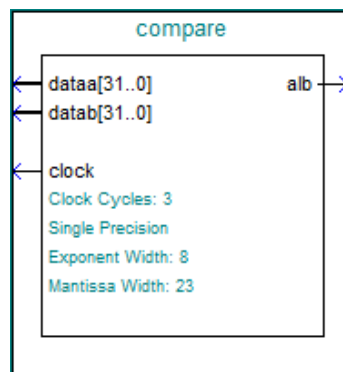 compare
dataa[31..0] alb
datab[31..0]
clock
Clock Cycles: 3
Single Precision
Exponent Width: 8
Mantissa Width: 23